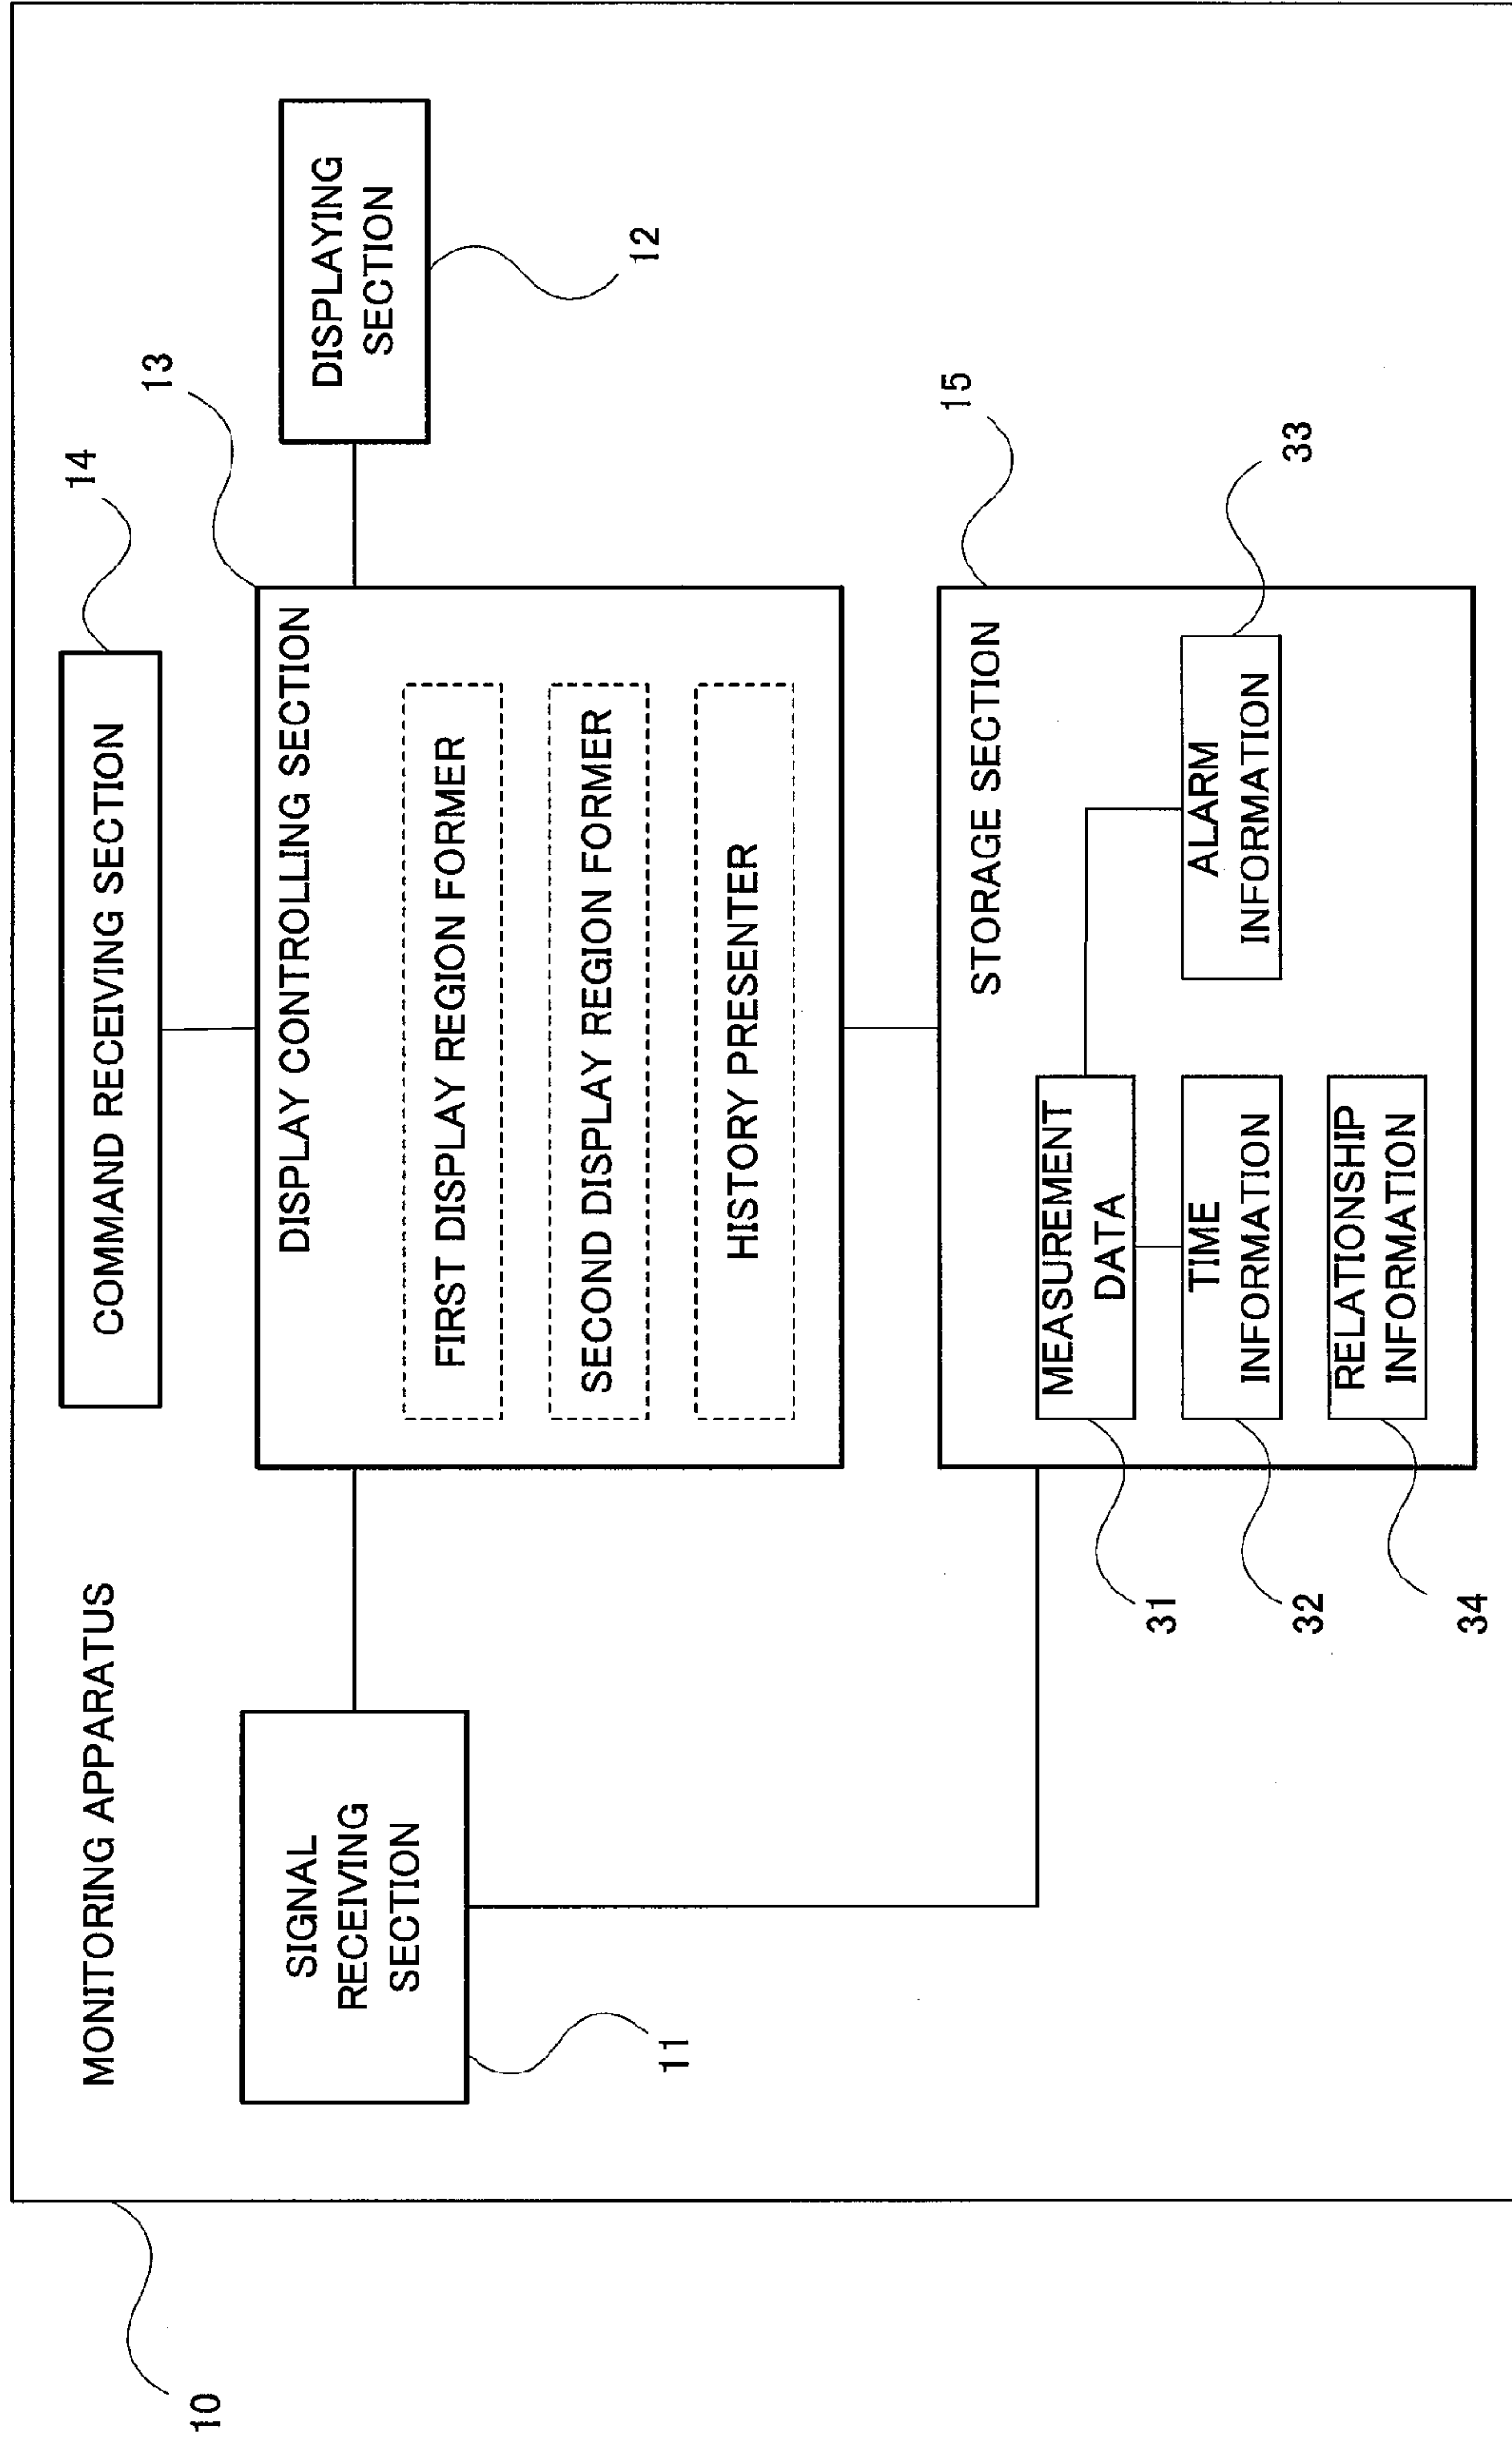 10
MONITORING APPARATUS
14
COMMAND RECEIVING SECTION
13
DISPLAY CONTROLLING SECTION
FIRST DISPLAY REGION FORMER
SECOND DISPLAY REGION FORMER
HISTORY PRESENTER
SIGNAL
RECEIVING
SECTION
11
DISPLAYING
SECTION
12
15
STORAGE SECTION
MEASUREMENT
DATA
31
TIME
INFORMATION
32
ALARM
INFORMATION
33
RELATIONSHIP
INFORMATION
34